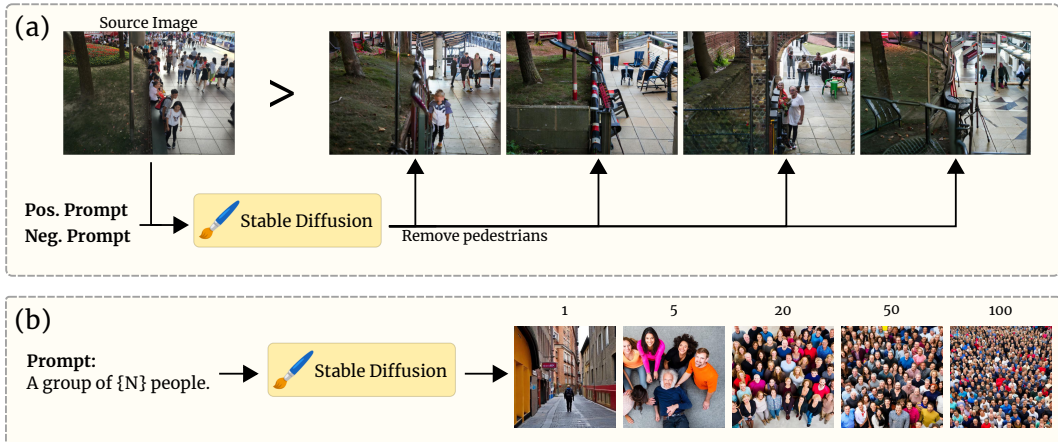 (a)
Source Image
>
Pos. Prompt
Neg. Prompt
Stable Diffusion
Remove pedestrians
(b)
1 5 20 50 100
Prompt:
A group of {N} people.
Stable Diffusion